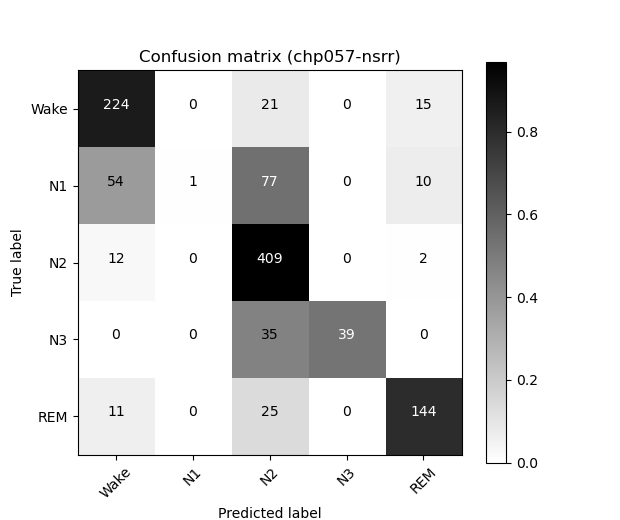 Confusion matrix (chp057-nsrr)
Wake 224 0 21 0 15
N1 54 1 77 0 10
N2 12 409 0 2
N3 0 0 35 39 0
REM 11 0 25 0 144
Wake N1 N2 N3 REM
True label
Predicted label
0.8
0.6
0.4
0.2
0.0